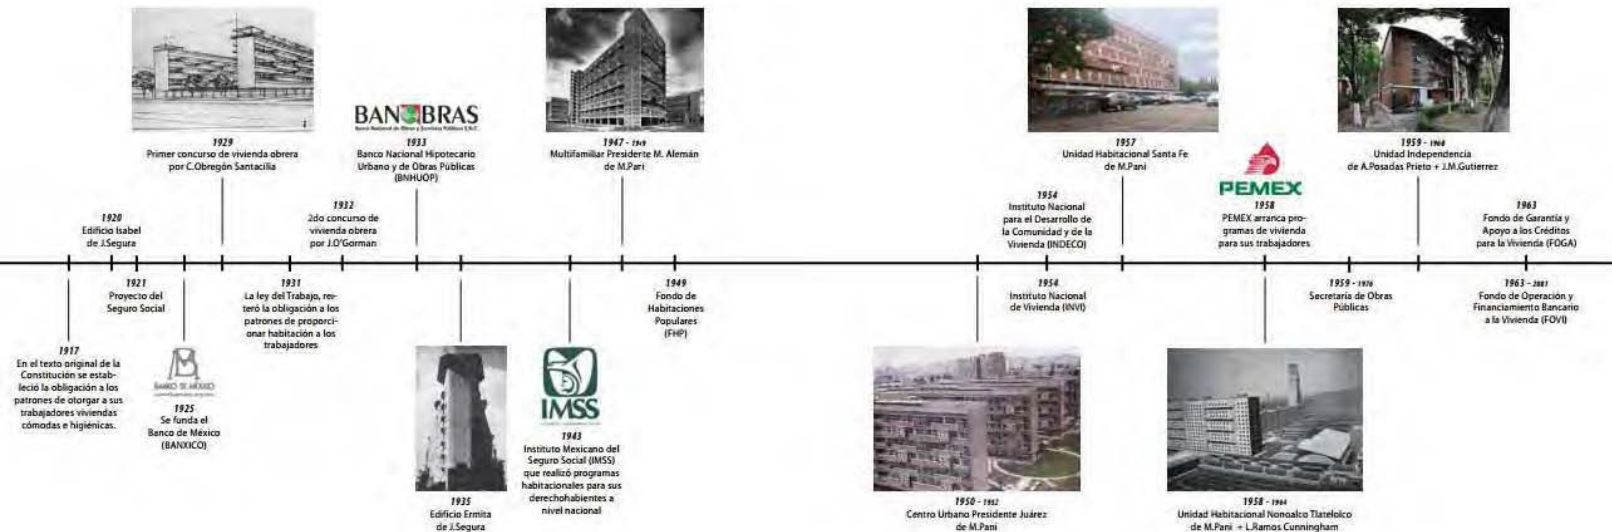 1917
En el texto original de la
Constitución se estab-
leció la obligación a los
patrones de otorgar a sus
trabajadores viviendas
cómodas e higiénicas.
1920
Edificio Isabel
de J.Segura
1921
Proyecto del
Seguro Social
BANCO DE MEXICO
1925
Se funda el
Banco de México
(BANXICO)
1929
Primer concurso de vivienda obrera
por C.Obregón Santacilia
1931
La ley del Trabajo, rei-
teró la obligación a los
patrones de proporci-
onar habitación a los
trabajadores
1932
2do concurso de
vivienda obrera
por J.O'Gorman
BANOBRAS
Banco Nacional de Obras y Servicios Públicos S.N.C.
1933
Banco Nacional Hipotecario
Urbano y de Obras Públicas
(BNHUOP)
1935
Edificio Ermita
de J.Segura
IMSS
1943
Instituto Mexicano del
Seguro Social (IMSS)
que realizó programas
habitacionales para sus
derechohabientes a
nivel nacional
1947 - 1949
Multifamiliar Presidente M. Alemán
de M.Pari
1949
Fondo de
Habitaciones
Populares
(FHP)
1950 - 1952
Centro Urbano Presidente Juárez
de M.Pani
1954
Instituto Nacional
para el Desarrollo de
la Comunidad y de la
Vivienda (INDECO)
1954
Instituto Nacional
de Vivienda (INVI)
1957
Unidad Habitacional Santa Fe
de M.Pani
PEMEX
1958
PEMEX arranca pro-
gramas de vivienda
para sus trabajadores
1958 - 1964
Unidad Habitacional Nonoalco Tlatelolco
de M.Pani + L.Ramos Cunningham
1959 - 1976
Secretaría de Obras
Públicas
1959 - 1960
Unidad Independencia
de A.Posadas Prieto + J.M.Gutierrez
1963
Fondo de Garantía y
Apoyo a los Créditos
para la Vivienda (FOGA)
1963 - 2001
Fondo de Operación y
Financiamiento Bancario
a la Vivienda (FOVI)